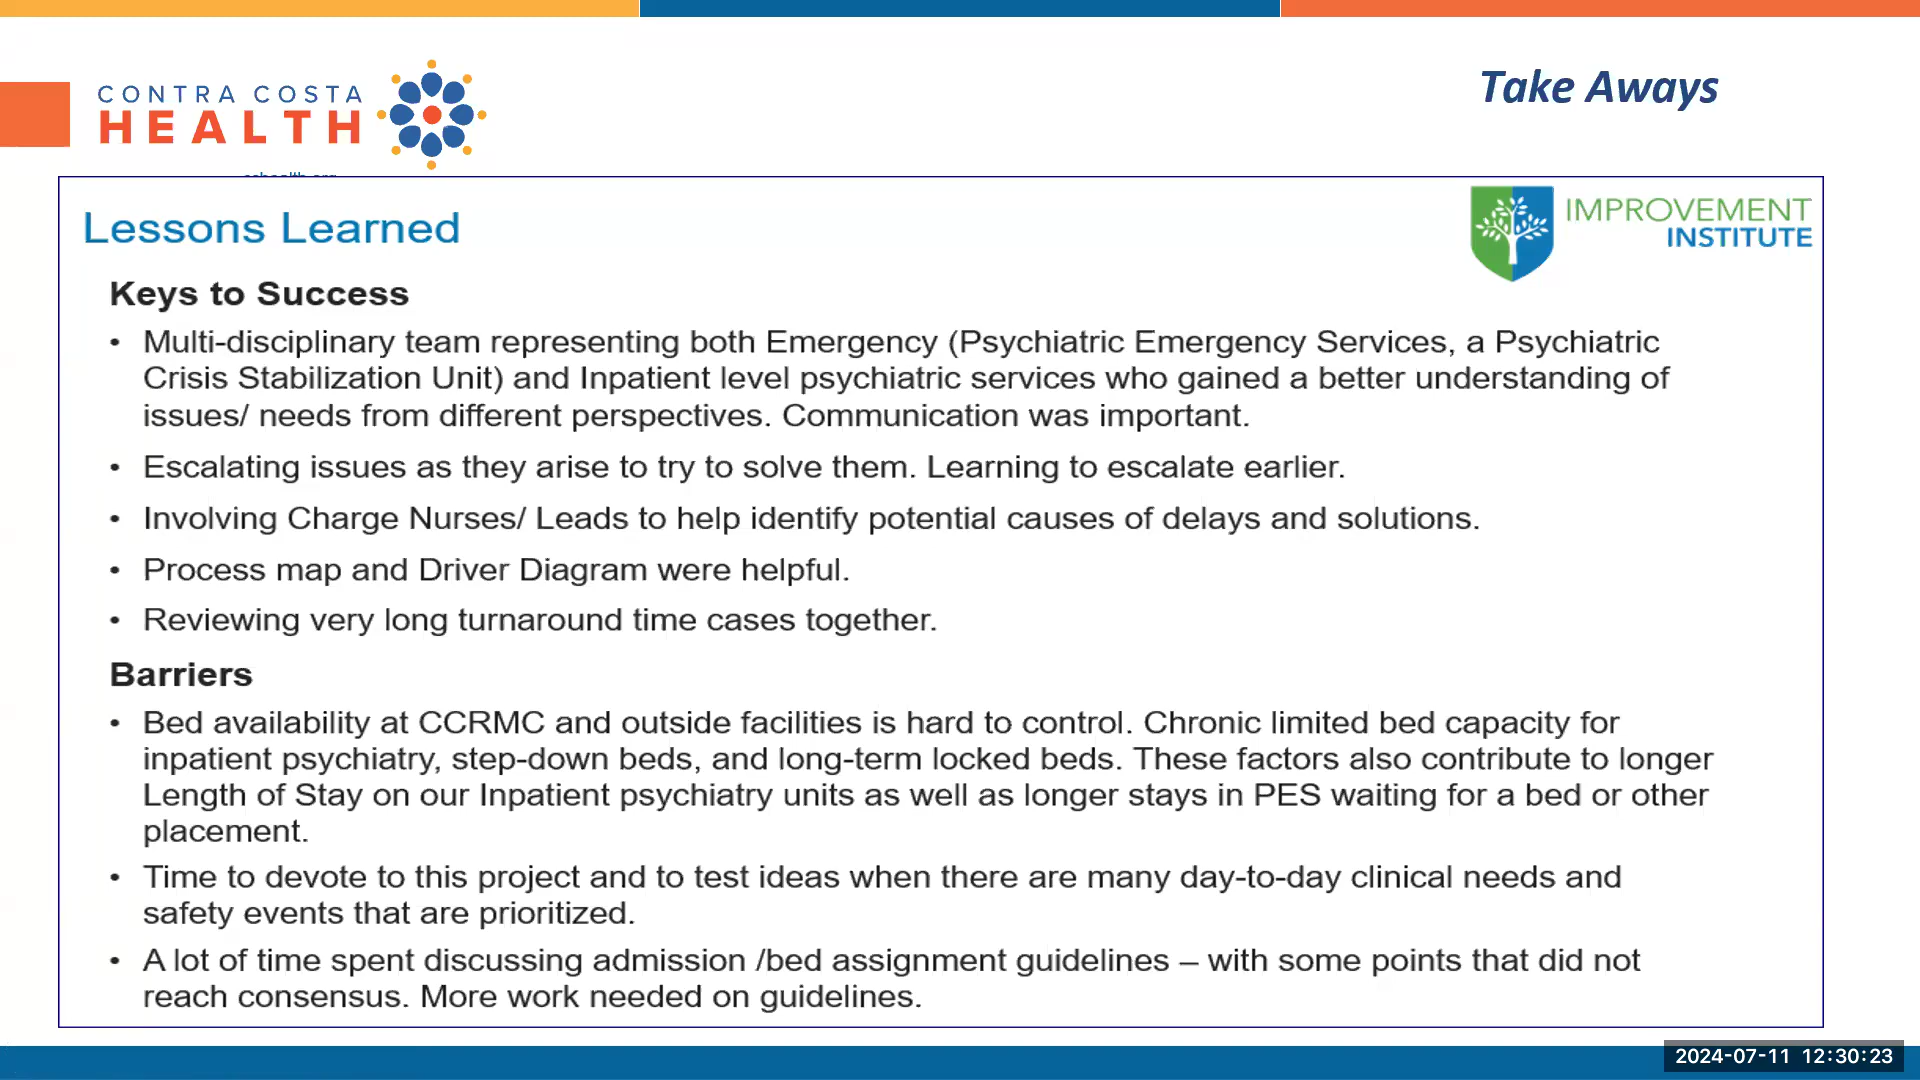 CONTRA COSTA
HEALTH
Take Aways
cchealth.org
IMPROVEMENT
INSTITUTE
Lessons Learned
Keys to Success
• Multi-disciplinary team representing both Emergency (Psychiatric Emergency Services, a Psychiatric
Crisis Stabilization Unit) and Inpatient level psychiatric services who gained a better understanding of
issues/ needs from different perspectives. Communication was important.
• Escalating issues as they arise to try to solve them. Learning to escalate earlier.
• Involving Charge Nurses/ Leads to help identify potential causes of delays and solutions.
• Process map and Driver Diagram were helpful.
• Reviewing very long turnaround time cases together.
Barriers
• Bed availability at CCRMC and outside facilities is hard to control. Chronic limited bed capacity for
inpatient psychiatry, step-down beds, and long-term locked beds. These factors also contribute to longer
Length of Stay on our Inpatient psychiatry units as well as longer stays in PES waiting for a bed or other
placement.
• Time to devote to this project and to test ideas when there are many day-to-day clinical needs and
safety events that are prioritized.
• A lot of time spent discussing admission /bed assignment guidelines – with some points that did not
reach consensus. More work needed on guidelines.
2024-07-11 12:30:23